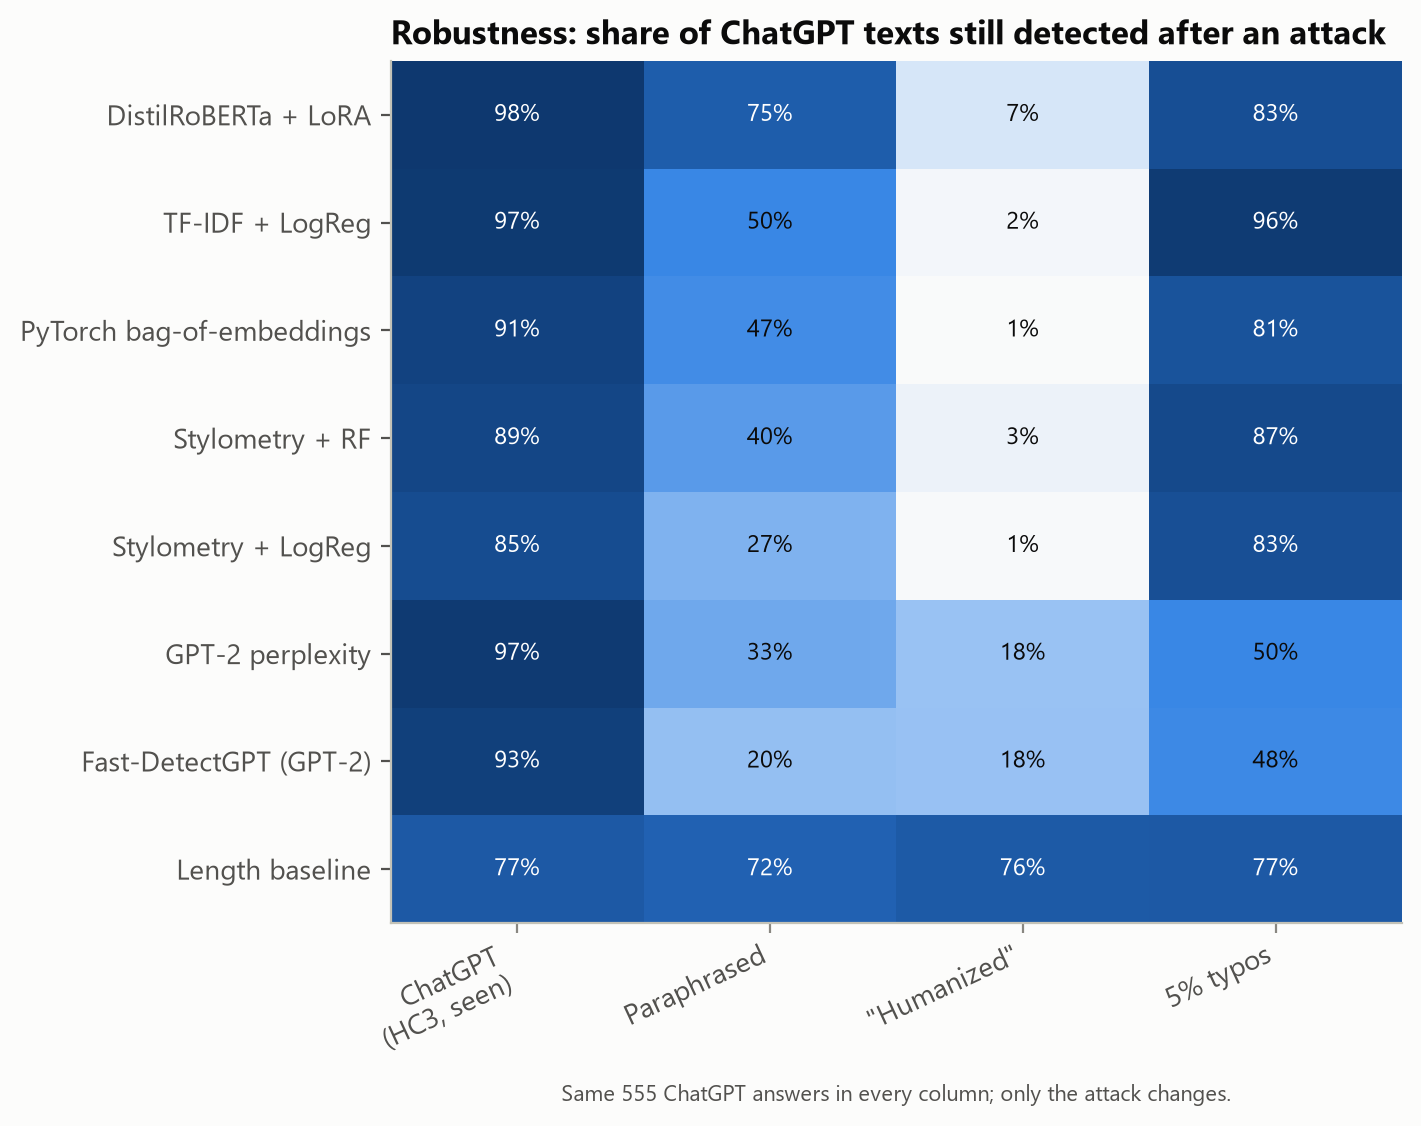 Robustness: share of ChatGPT texts still detected after an attack
DistilRoBERTa + LoRA 98% 75% 7% 83%
TF-IDF + LogReg 97% 50% 2% 96%
PyTorch bag-of-embeddings 91% 47% 1% 81%
Stylometry + RF 89% 40% 3% 87%
Stylometry + LogReg 85% 27% 1% 83%
GPT-2 perplexity 97% 33% 18% 50%
Fast-DetectGPT (GPT-2) 93% 20% 18% 48%
Length baseline 77% 72% 76% 77%
ChatGPT
(HC3, seen)
Paraphrased
"Humanized"
5% typos
Same 555 ChatGPT answers in every column; only the attack changes.